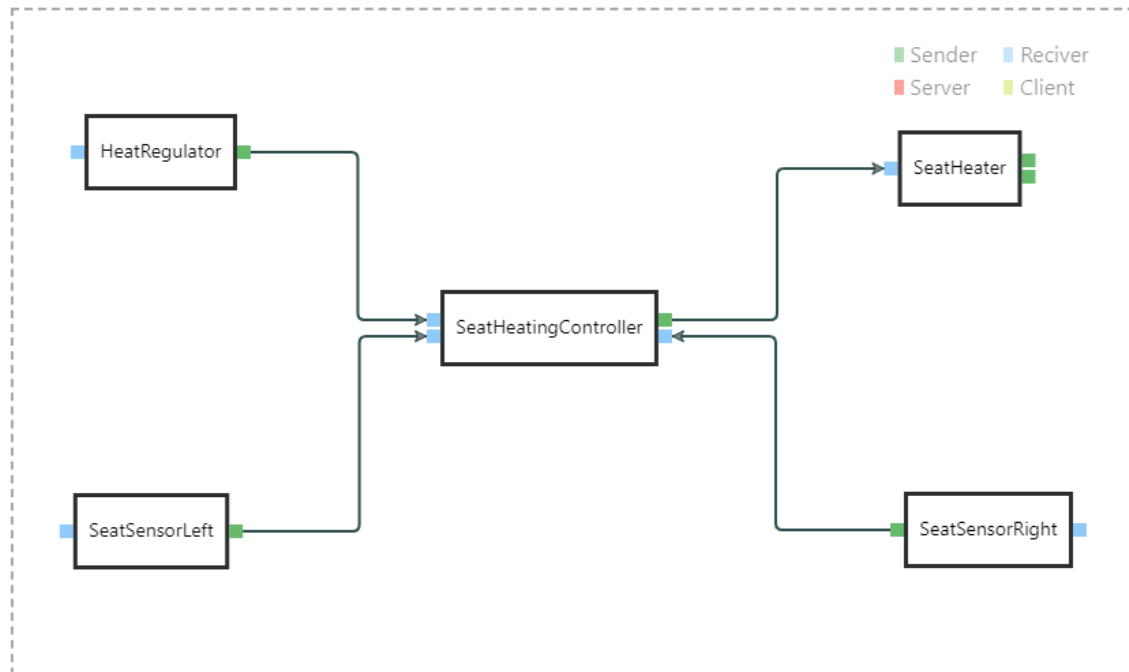 Sender Reciver
Server Client
HeatRegulator
SeatHeater
SeatHeatingController
SeatSensorLeft
SeatSensorRight